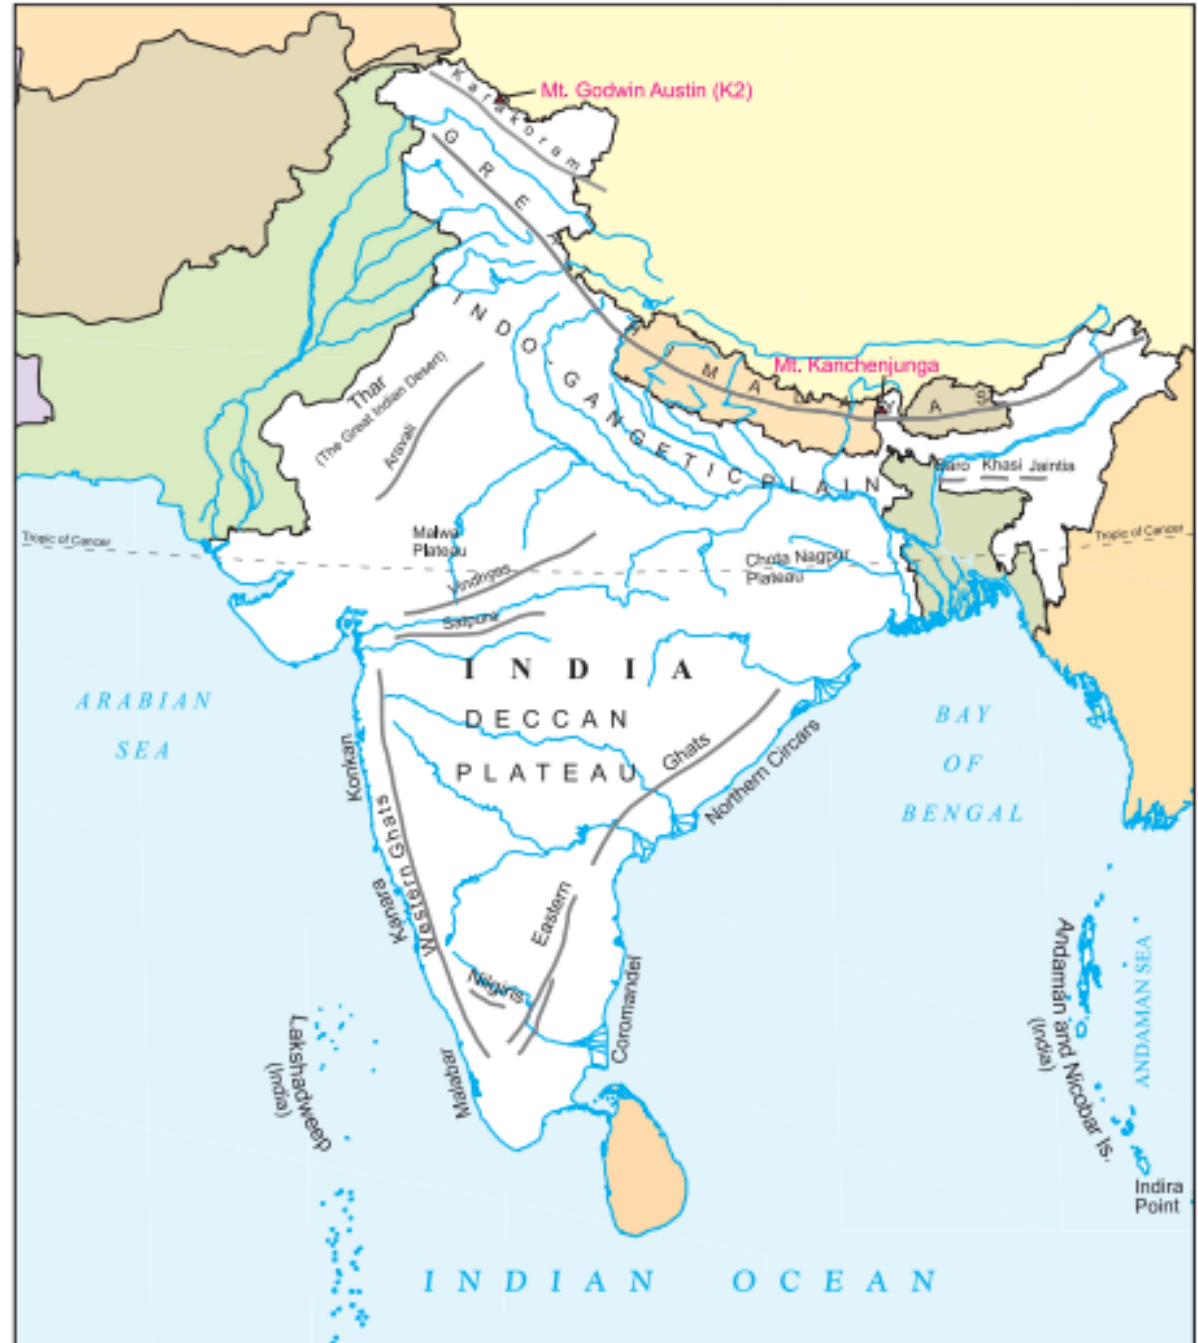 Karakoram
Mt. Godwin Austin (K2)
GREAT HIMALAYAS
INDO-GANGETIC PLAIN
Mt. Kanchenjunga
Thar
(The Great Indian Desert)
Aravali
Garo Khasi Jaintia
Tropic of Cancer
Tropic of Cancer
Malwa
Plateau
Chota Nagpur
Plateau
Vindhyas
Satpura
INDIA
DECCAN
PLATEAU
ARABIAN
SEA
BAY
OF
BENGAL
Konkan
Western Ghats
Kanara
Malabar
Nilgiris
Eastern
Ghats
Northern Circars
Coromandel
Lakshadweep
(India)
Andaman and Nicobar Is.
(India)
ANDAMAN SEA
Indira
Point
INDIAN OCEAN